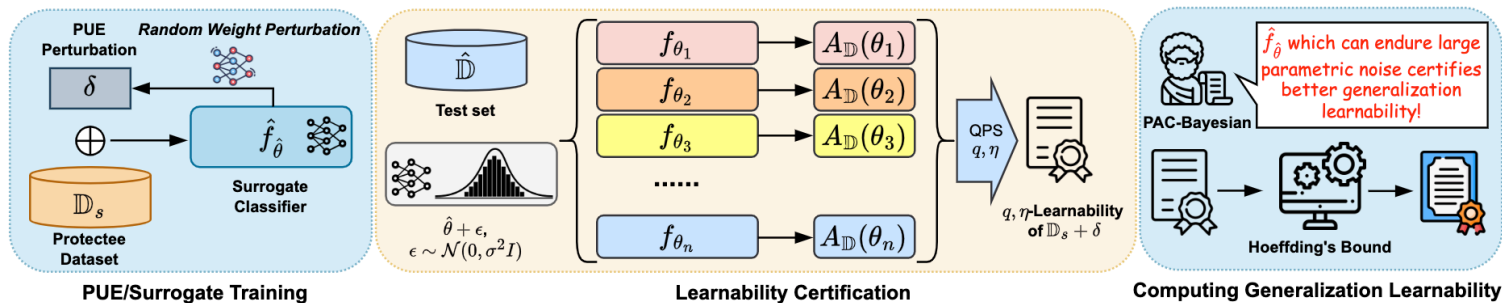 PUE
Perturbation
Random Weight Perturbation
δ
⊕
f̂_θ̂
Surrogate
Classifier
𝔻ₛ
Protectee
Dataset
PUE/Surrogate Training
𝔻̂
Test set
θ̂ + ϵ,
ϵ ∼ 𝒩(0, σ²I)
f_θ₁
A_𝔻(θ₁)
f_θ₂
A_𝔻(θ₂)
f_θ₃
A_𝔻(θ₃)
......
f_θₙ
A_𝔻(θₙ)
QPS
q, η
q, η-Learnability
of 𝔻ₛ + δ
Learnability Certification
PAC-Bayesian
f̂_θ̂ which can endure large
parametric noise certifies
better generalization
learnability!
Hoeffding's Bound
Computing Generalization Learnability